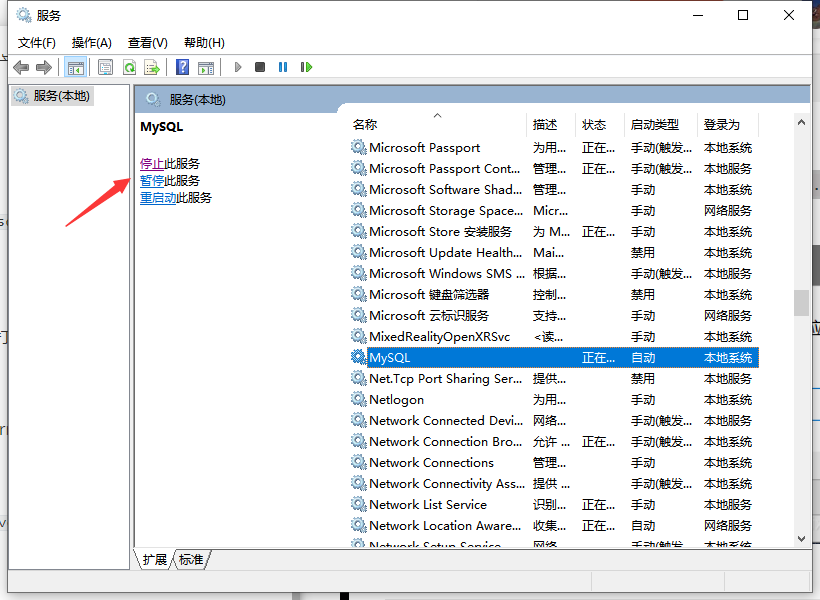 服务
文件(F) 操作(A) 查看(V) 帮助(H)
服务(本地)
服务(本地)
MySQL
停止此服务
暂停此服务
重启动此服务
名称 描述 状态 启动类型 登录为
Microsoft Passport 为用... 正在... 手动(触发... 本地系统
Microsoft Passport Cont... 管理... 正在... 手动(触发... 本地服务
Microsoft Software Shad... 管理... 手动 本地系统
Microsoft Storage Space... Micr... 手动 网络服务
Microsoft Store 安装服务 为 M... 正在... 手动 本地系统
Microsoft Update Health... Mai... 禁用 本地系统
Microsoft Windows SMS ... 根据... 手动(触发... 本地服务
Microsoft 键盘筛选器 控制... 禁用 本地系统
Microsoft 云标识服务 支持... 手动 网络服务
MixedRealityOpenXRSvc <读... 手动 本地系统
MySQL 正在... 自动 本地系统
Net.Tcp Port Sharing Ser... 提供... 禁用 本地服务
Netlogon 为用... 手动 本地系统
Network Connected Devi... 网络... 手动(触发... 本地服务
Network Connection Bro... 允许 ... 正在... 手动(触发... 本地系统
Network Connections 管理... 手动 本地系统
Network Connectivity Ass... 提供 ... 手动(触发... 本地系统
Network List Service 识别... 正在... 手动 本地服务
Network Location Aware... 收集... 正在... 自动 网络服务
Network Setup Service 网络... 手动(触发... 本地系统
扩展 标准